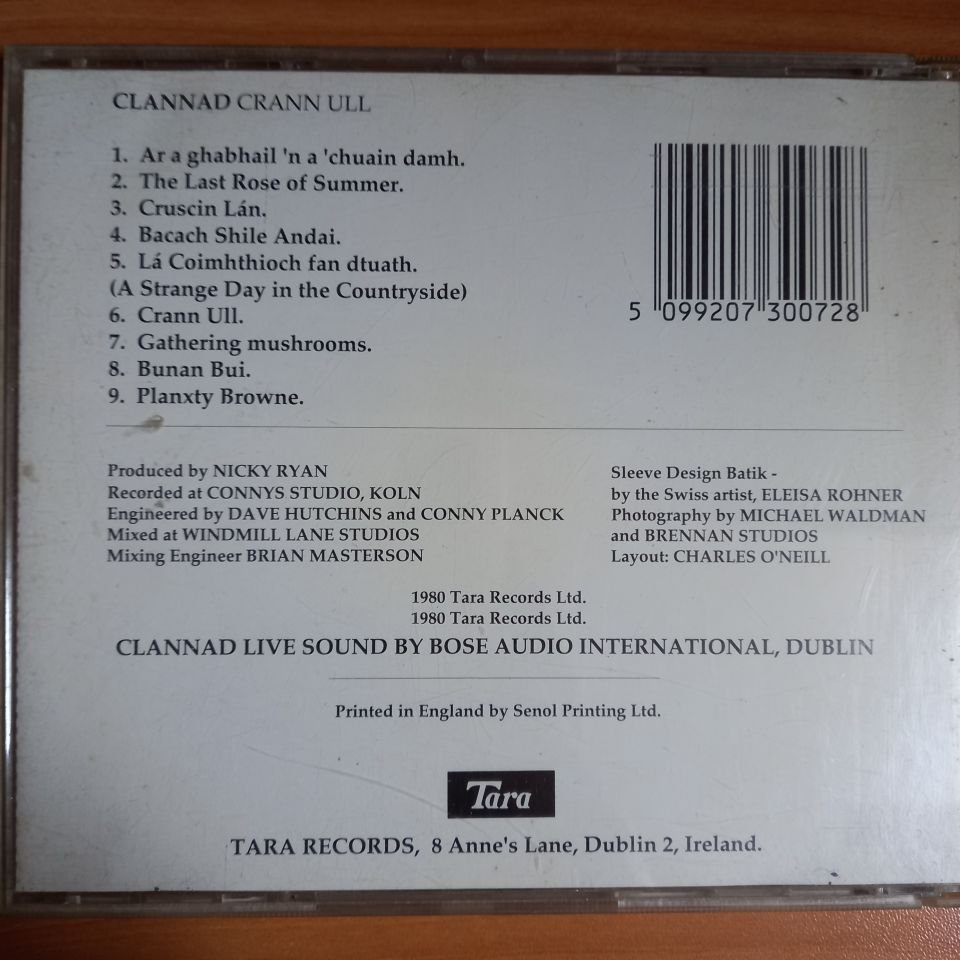 CLANNAD CRANN ULL
1. Ar a ghabhail 'n a 'chuain damh.
2. The Last Rose of Summer.
3. Cruscin Lán.
4. Bacach Shile Andai.
5. Lá Coimhthioch fan dtuath.
(A Strange Day in the Countryside)
6. Crann Ull.
7. Gathering mushrooms.
8. Bunan Bui.
9. Planxty Browne.
5 099207 300728
Produced by NICKY RYAN
Recorded at CONNYS STUDIO, KOLN
Engineered by DAVE HUTCHINS and CONNY PLANCK
Mixed at WINDMILL LANE STUDIOS
Mixing Engineer BRIAN MASTERSON
Sleeve Design Batik -
by the Swiss artist, ELEISA ROHNER
Photography by MICHAEL WALDMAN
and BRENNAN STUDIOS
Layout: CHARLES O'NEILL
1980 Tara Records Ltd.
1980 Tara Records Ltd.
CLANNAD LIVE SOUND BY BOSE AUDIO INTERNATIONAL, DUBLIN
Printed in England by Senol Printing Ltd.
Tara
TARA RECORDS, 8 Anne's Lane, Dublin 2, Ireland.